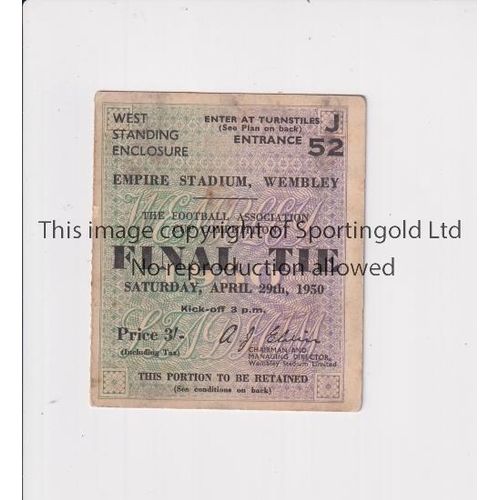 WEST
STANDING
ENCLOSURE
ENTER AT TURNSTILES
(See Plan on back)
J
ENTRANCE 52
EMPIRE STADIUM, WEMBLEY
THE FOOTBALL ASSOCIATION
This image copyright of Sportingold Ltd
FINAL TIE
No reproduction allowed
SATURDAY, APRIL 29th, 1950
Kick-off 3 p.m.
Price 3/-
(Including Tax)
A J Elvin
CHAIRMAN AND
MANAGING DIRECTOR,
Wembley Stadium Limited
THIS PORTION TO BE RETAINED
(See conditions on back)